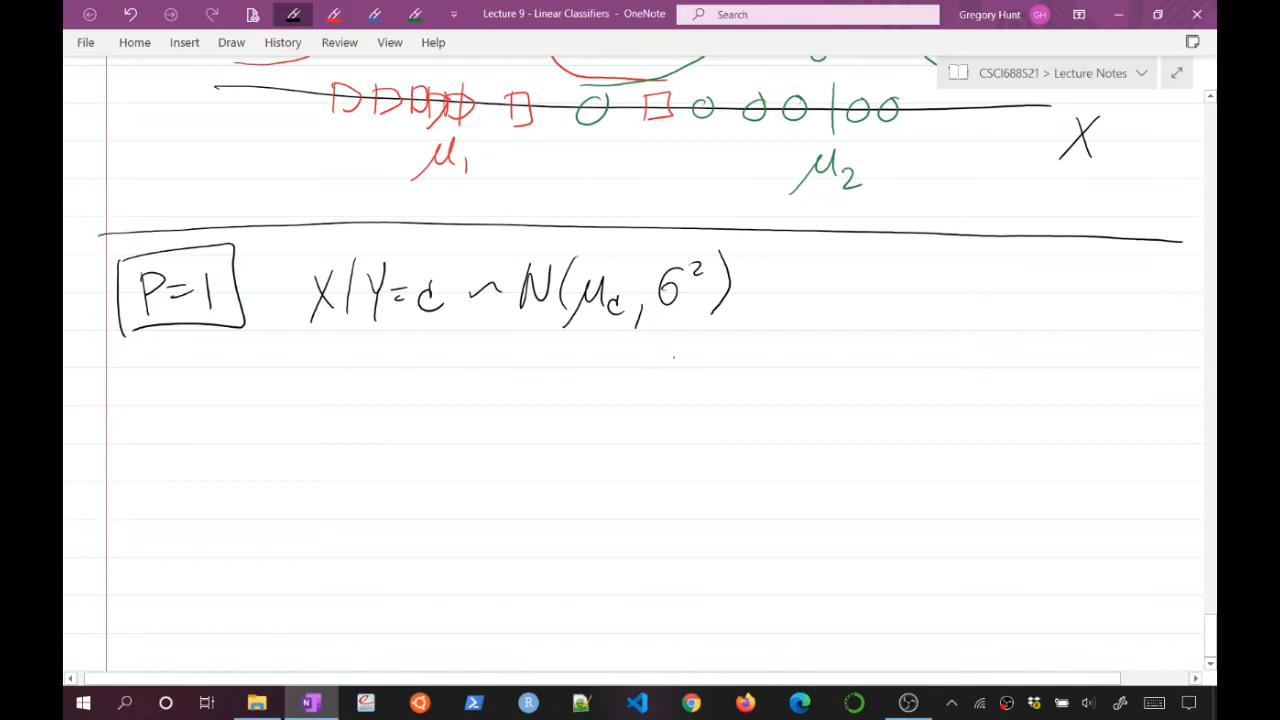 Lecture 9 - Linear Classifiers - OneNote
Search
Gregory Hunt
GH
File Home Insert Draw History Review View Help
CSCI688S21 > Lecture Notes
X
μ₁
μ₂
P=1 X|Y=c ~ N(μc, σ²)